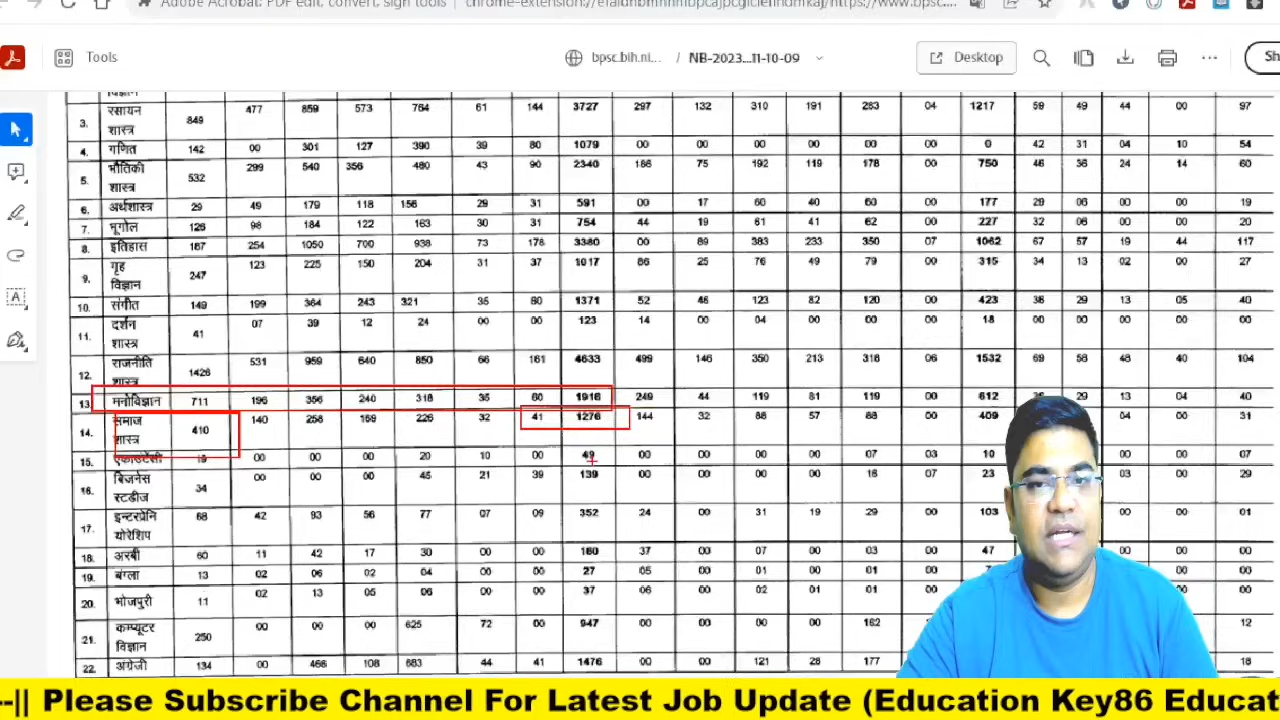 Adobe Acrobat: PDF edit, convert, sign tools
Tools
bpsc.bih.ni... / NB-2023...11-10-09
Desktop
विज्ञान
3. रसायन शास्त्र 849 477 859 573 764 61 144 3727 297 132 310 191 283 04 1217 59 49 44 00 97
4. गणित 142 00 301 127 390 39 80 1079 00 00 00 00 00 00 0 42 31 04 10 54
5. भौतिकी शास्त्र 532 299 540 356 480 43 90 2340 186 75 192 119 178 00 750 46 36 24 14 60
6. अर्थशास्त्र 29 49 179 118 156 29 31 591 00 17 60 40 60 00 177 29 06 00 00 19
7. भूगोल 126 98 184 122 163 30 31 754 44 19 61 41 62 00 227 32 06 00 00 20
8. इतिहास 187 254 1050 700 938 73 178 3380 00 89 383 233 350 07 1062 67 57 19 44 117
9. गृह विज्ञान 247 123 225 150 204 31 37 1017 86 25 76 49 79 00 315 34 13 02 00 27
10. संगीत 149 199 364 243 321 35 60 1371 52 46 123 82 120 00 423 36 29 13 05 40
11. दर्शन शास्त्र 41 07 39 12 24 00 00 123 14 00 04 00 00 00 18 00 00 00 00 00
12. राजनीति शास्त्र 1426 531 959 640 850 66 161 4633 499 146 350 213 318 06 1532 69 58 48 40 104
13. मनोविज्ञान 711 196 356 240 318 35 60 1916 249 44 119 81 119 00 612 29 00 00
14. समाज शास्त्र 410 140 258 169 226 32 41 1276 144 32 88 57 88 00 409 04 00 31
15. एकाउंटेंसी 19 00 00 00 20 10 00 49 00 00 00 00 07 03 10 00 00 07
16. बिजनेस स्टडीज 34 00 00 00 45 21 39 139 00 00 00 00 16 07 23 03 00 29
17. इन्टरप्रेनि योरेशिप 68 42 93 56 77 07 09 352 24 00 31 19 29 00 103 00 00 01
18. अरबी 60 11 42 17 30 00 00 160 37 00 07 00 03 00 47 00 00 00
19. बंग्ला 13 02 06 02 04 00 00 27 05 00 01 00 01 00 00 00 00
20. भोजपुरी 11 02 13 05 06 00 00 37 06 00 02 01 01 00 00 00 00
21. कम्प्यूटर विज्ञान 250 00 00 00 625 72 00 947 00 00 00 00 162 12
22. अंग्रेजी 134 00 466 108 683 44 41 1476 00 00 121 28 177 18
--|| Please Subscribe Channel For Latest Job Update (Education Key86 Educat